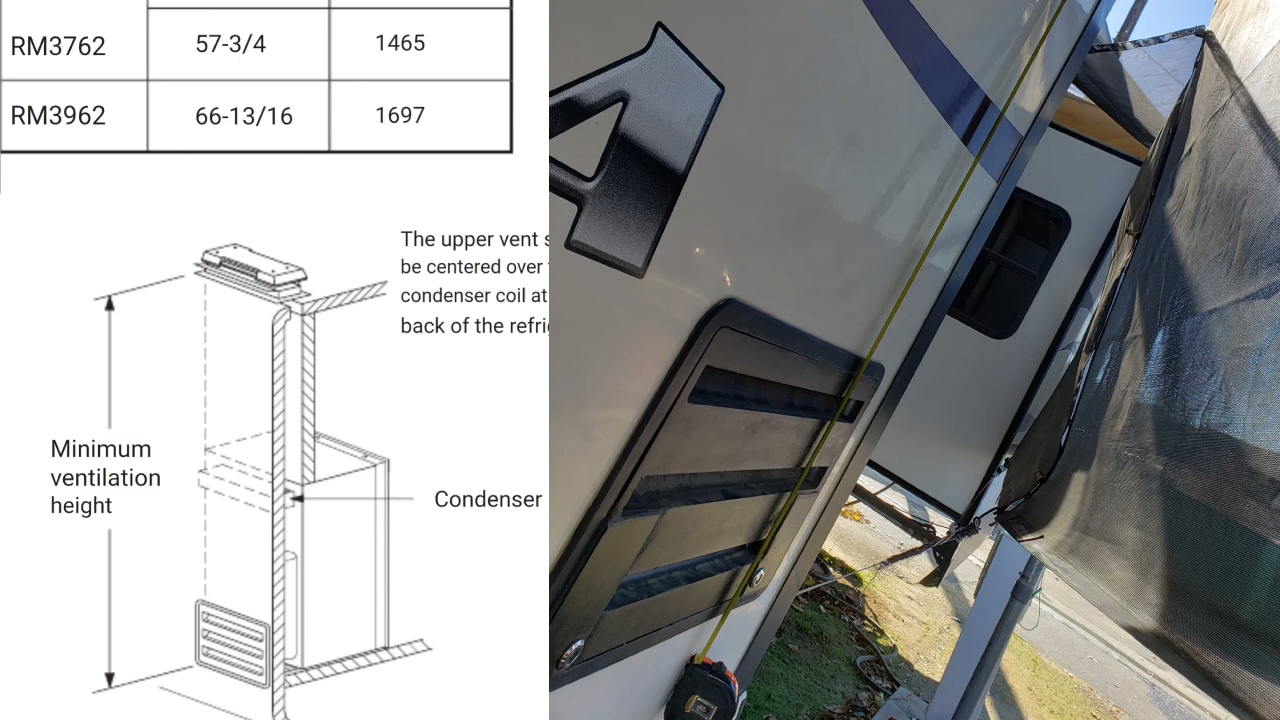 RM3762 57-3/4 1465
RM3962 66-13/16 1697
The upper vent
be centered over
condenser coil at
back of the
Minimum
ventilation
height
Condenser
A